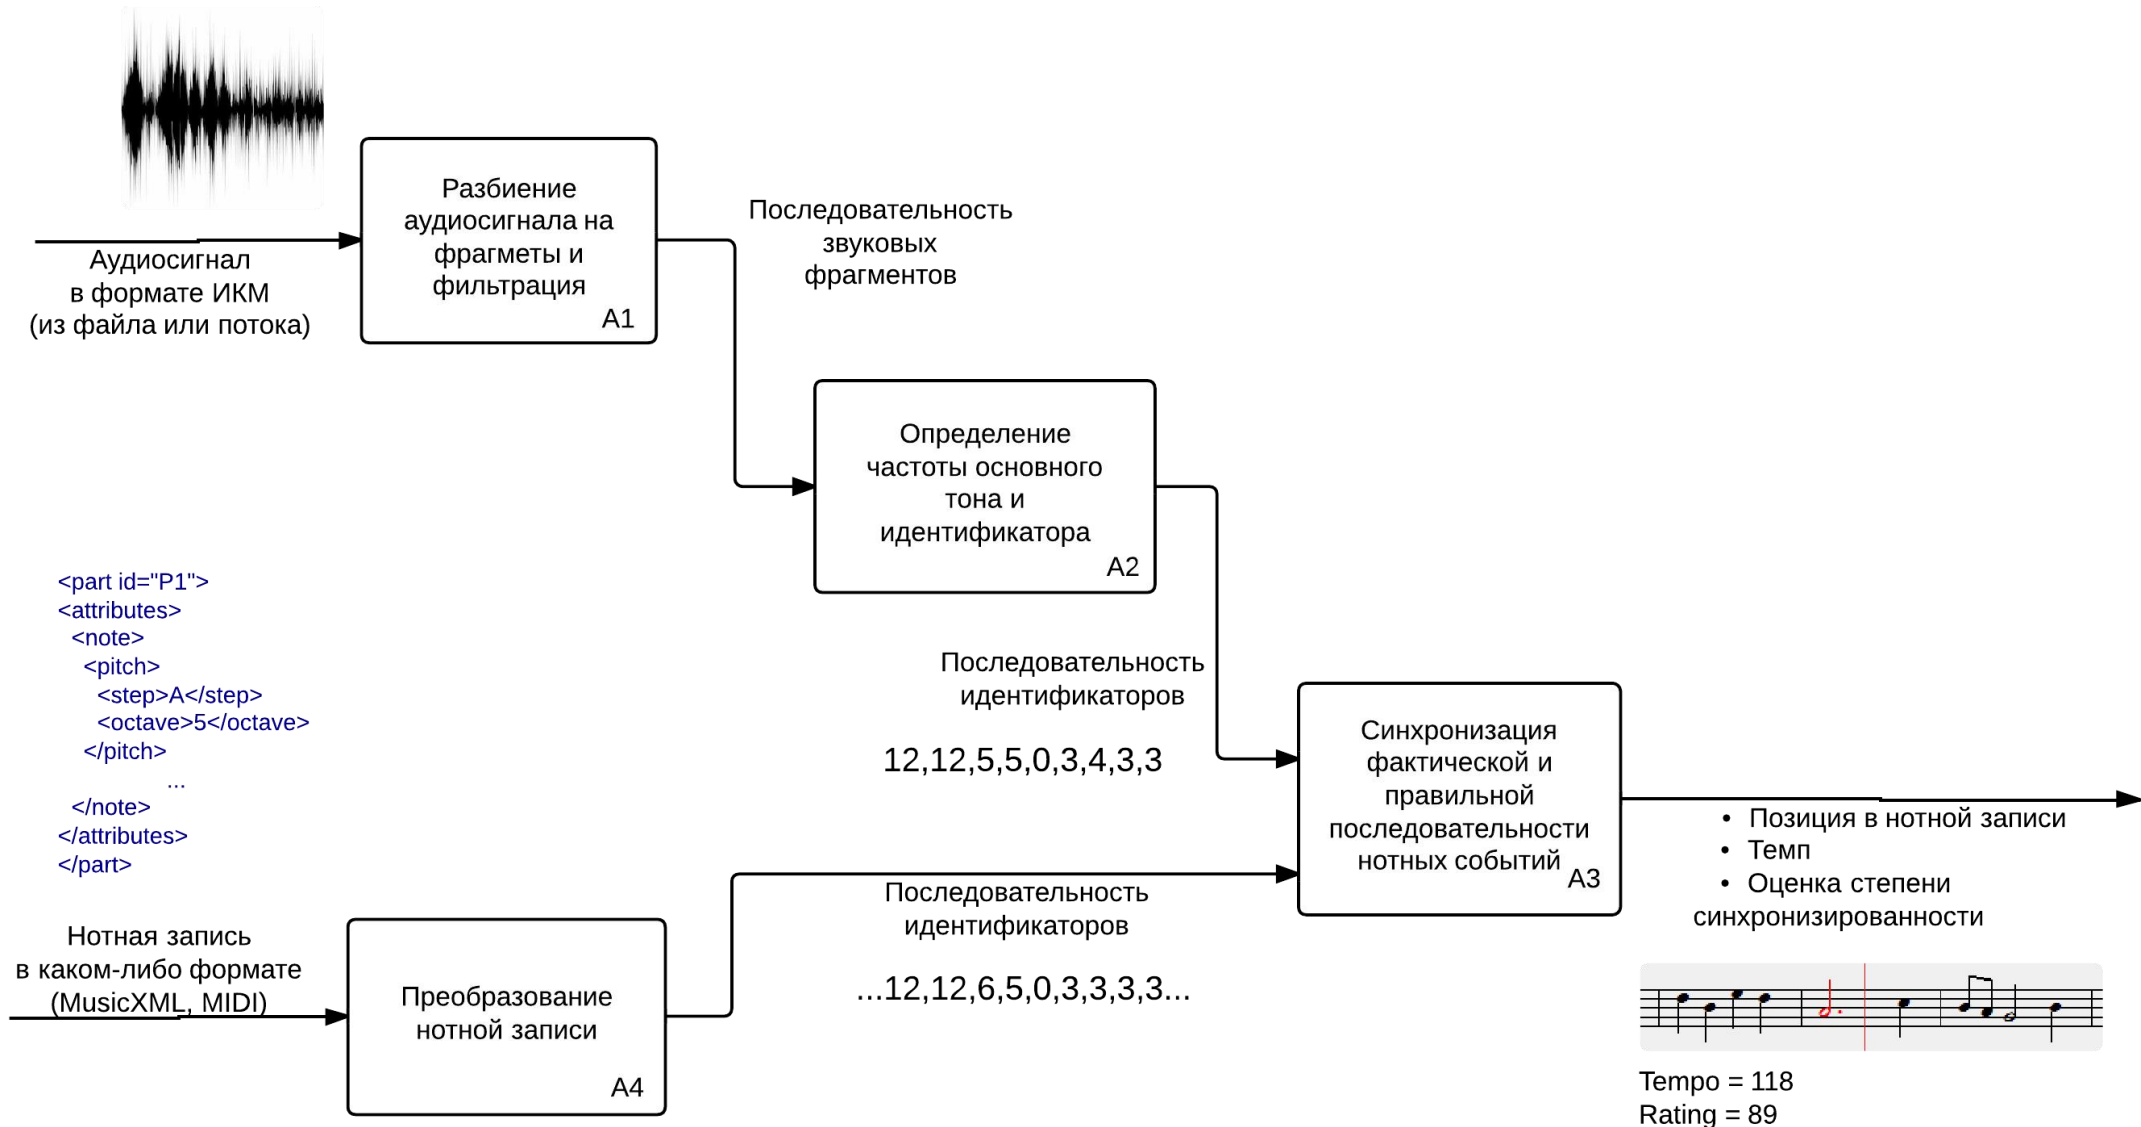 Разбиение
аудиосигнала на
фрагметы и
фильтрация
A1
Аудиосигнал
в формате ИКМ
(из файла или потока)
Последовательность
звуковых
фрагментов
Определение
частоты основного
тона и
идентификатора
A2
<part id="P1">
<attributes>
<note>
<pitch>
<step>A</step>
<octave>5</octave>
</pitch>
...
</note>
</attributes>
</part>
Последовательность
идентификаторов
12,12,5,5,0,3,4,3,3
Синхронизация
фактической и
правильной
последовательности
нотных событий
A3
• Позиция в нотной записи
• Темп
• Оценка степени
синхронизированности
Нотная запись
в каком-либо формате
(MusicXML, MIDI)
Преобразование
нотной записи
A4
Последовательность
идентификаторов
...12,12,6,5,0,3,3,3,3...
Tempo = 118
Rating = 89